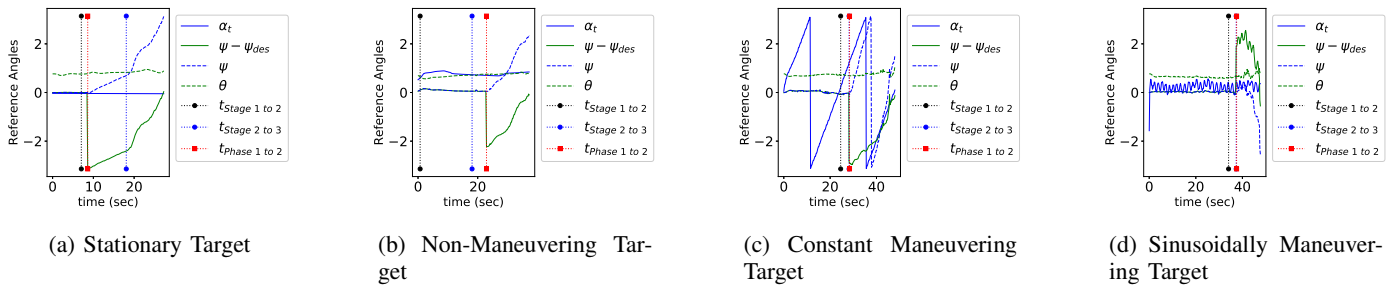 Reference Angles
2
0
−2
0
10
20
time (sec)
α_t
ψ − ψ_des
ψ
θ
t_Stage 1 to 2
t_Stage 2 to 3
t_Phase 1 to 2
(a) Stationary Target
Reference Angles
2
0
−2
0
20
time (sec)
α_t
ψ − ψ_des
ψ
θ
t_Stage 1 to 2
t_Stage 2 to 3
t_Phase 1 to 2
(b) Non-Maneuvering Tar-
get
Reference Angles
2
0
−2
0
20
40
time (sec)
α_t
ψ − ψ_des
ψ
θ
t_Stage 1 to 2
t_Stage 2 to 3
t_Phase 1 to 2
(c) Constant Maneuvering
Target
Reference Angles
2
0
−2
0
20
40
time (sec)
α_t
ψ − ψ_des
ψ
θ
t_Stage 1 to 2
t_Stage 2 to 3
t_Phase 1 to 2
(d) Sinusoidally Maneuver-
ing Target